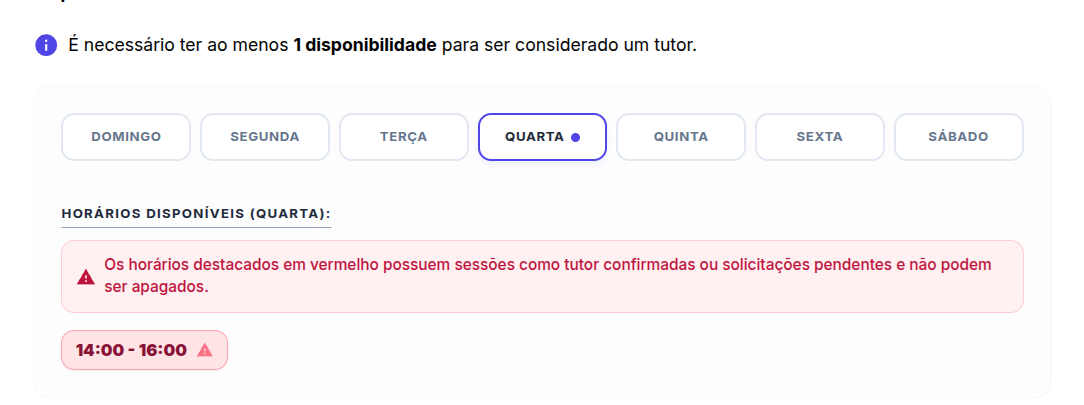 É necessário ter ao menos 1 disponibilidade para ser considerado um tutor.
DOMINGO SEGUNDA TERÇA QUARTA QUINTA SEXTA SÁBADO
HORÁRIOS DISPONÍVEIS (QUARTA):
Os horários destacados em vermelho possuem sessões como tutor confirmadas ou solicitações pendentes e não podem
ser apagados.
14:00 - 16:00